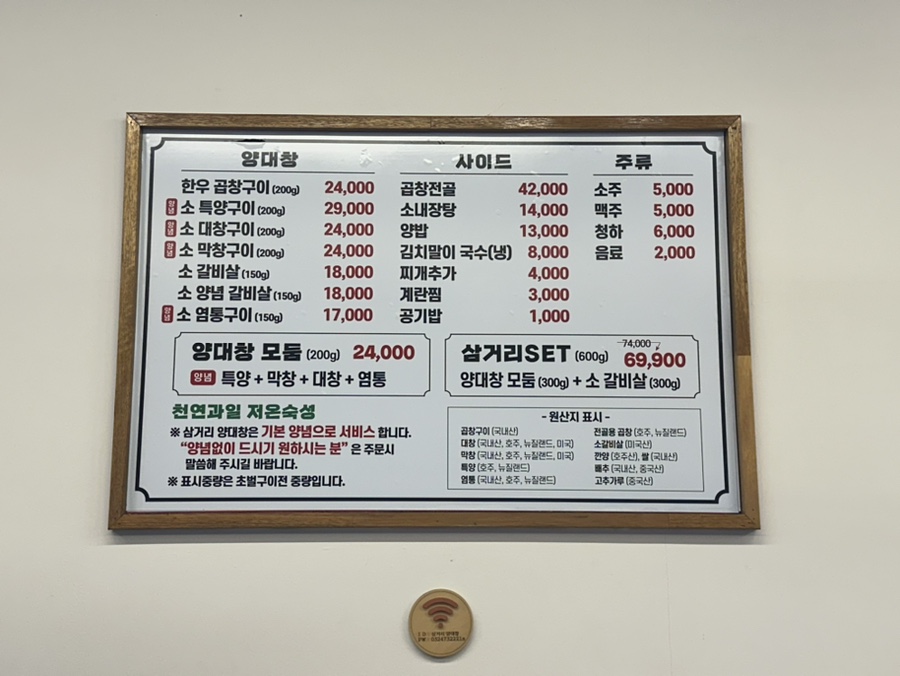 양대창
한우 곱창구이 (200g) 24,000
양념 소 특양구이 (200g) 29,000
양념 소 대창구이 (200g) 24,000
양념 소 막창구이 (200g) 24,000
소 갈비살 (150g) 18,000
소 양념 갈비살 (150g) 18,000
양념 소 염통구이 (150g) 17,000
사이드
곱창전골 42,000
소내장탕 14,000
양밥 13,000
김치말이 국수(냉) 8,000
찌개추가 4,000
계란찜 3,000
공기밥 1,000
주류
소주 5,000
맥주 5,000
청하 6,000
음료 2,000
양대창 모둠 (200g) 24,000
양념 특양 + 막창 + 대창 + 염통
삼거리SET (600g) 74,000 69,900
양대창 모둠 (300g) + 소 갈비살 (300g)
천연과일 저온숙성
※ 삼거리 양대창은 기본 양념으로 서비스 합니다.
"양념없이 드시기 원하시는 분" 은 주문시
말씀해 주시길 바랍니다.
※ 표시중량은 초벌구이전 중량입니다.
- 원산지 표시 -
곱창구이 (국내산)
대창 (국내산, 호주, 뉴질랜드, 미국)
막창 (국내산, 호주, 뉴질랜드, 미국)
특양 (호주, 뉴질랜드)
염통 (국내산, 호주, 뉴질랜드)
전골용 곱창 (호주, 뉴질랜드)
소갈비살 (미국산)
깐양 (호주산), 쌀 (국내산)
배추 (국내산, 중국산)
고추가루 (중국산)